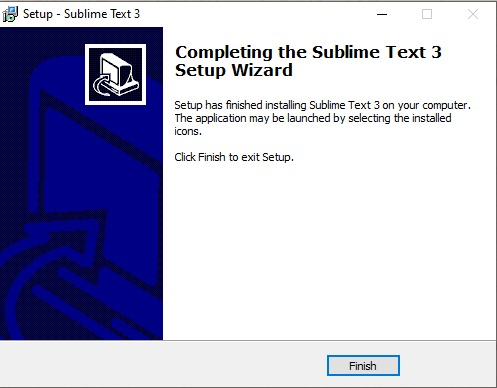 Setup - Sublime Text 3
Completing the Sublime Text 3
Setup Wizard
Setup has finished installing Sublime Text 3 on your computer.
The application may be launched by selecting the installed
icons.
Click Finish to exit Setup.
Finish